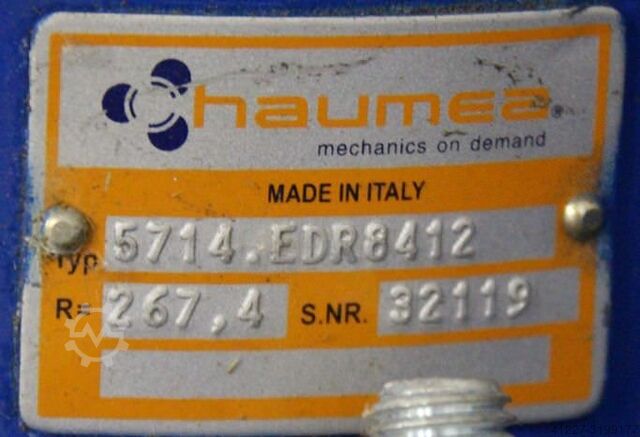 haumea®
mechanics on demand
MADE IN ITALY
Typ 5714.EDR8412
R= 267,4 S.NR. 32119